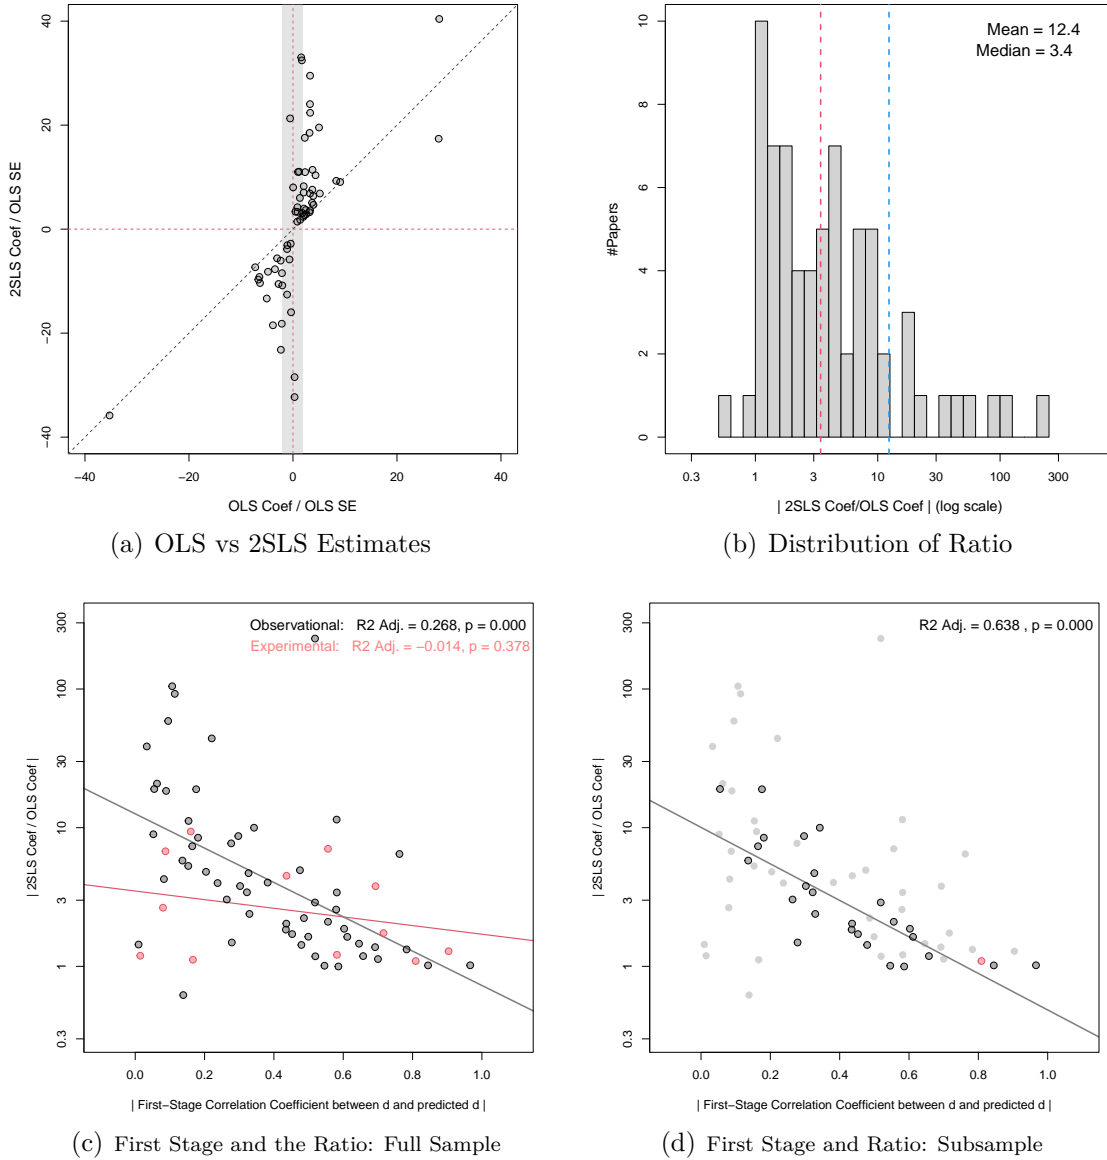 40
20
0
−20
−40
2SLS Coef / OLS SE
−40 −20 0 20 40
OLS Coef / OLS SE
(a) OLS vs 2SLS Estimates
Mean = 12.4
Median = 3.4
10
8
6
4
2
0
#Papers
0.3 1 3 10 30 100 300
| 2SLS Coef/OLS Coef | (log scale)
(b) Distribution of Ratio
Observational: R2 Adj. = 0.268, p = 0.000
Experimental: R2 Adj. = −0.014, p = 0.378
300
100
30
10
3
1
0.3
| 2SLS Coef / OLS Coef |
0.0 0.2 0.4 0.6 0.8 1.0
| First−Stage Correlation Coefficient between d and predicted d |
(c) First Stage and the Ratio: Full Sample
R2 Adj. = 0.638 , p = 0.000
300
100
30
10
3
1
0.3
| 2SLS Coef / OLS Coef |
0.0 0.2 0.4 0.6 0.8 1.0
| First−Stage Correlation Coefficient between d and predicted d |
(d) First Stage and Ratio: Subsample